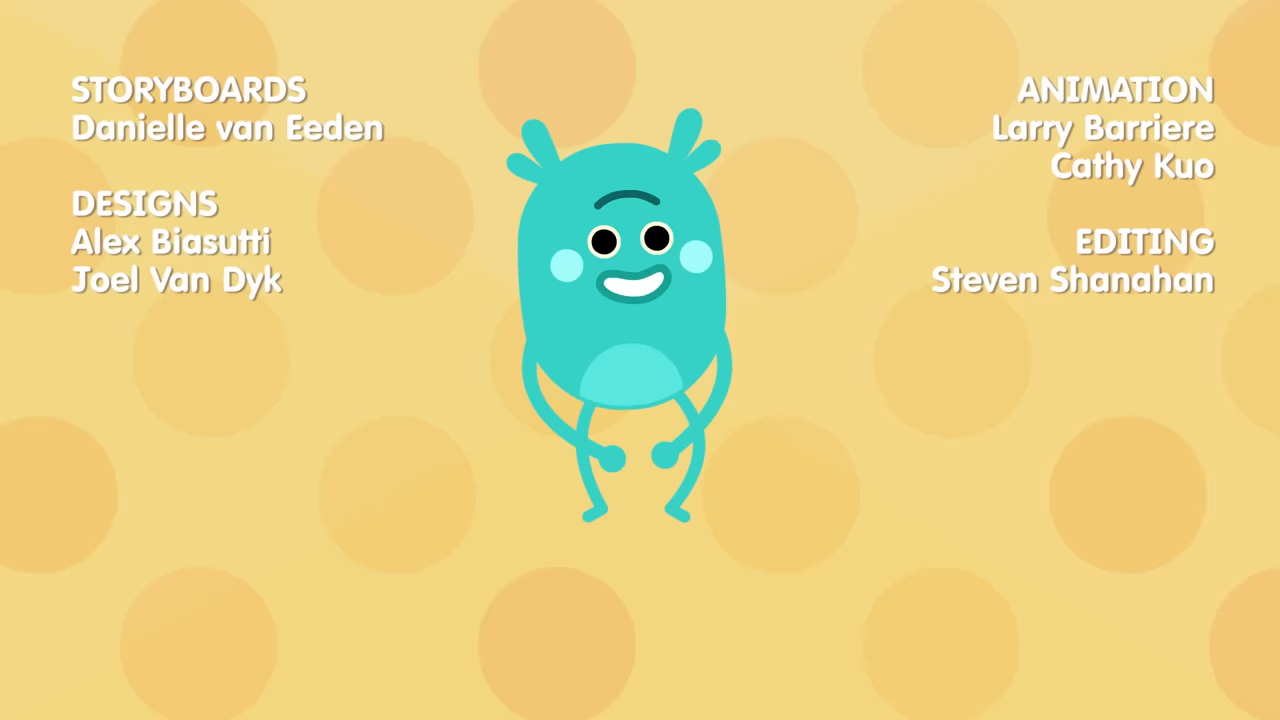 STORYBOARDS
Danielle van Eeden
DESIGNS
Alex Biasutti
Joel Van Dyk
ANIMATION
Larry Barriere
Cathy Kuo
EDITING
Steven Shanahan